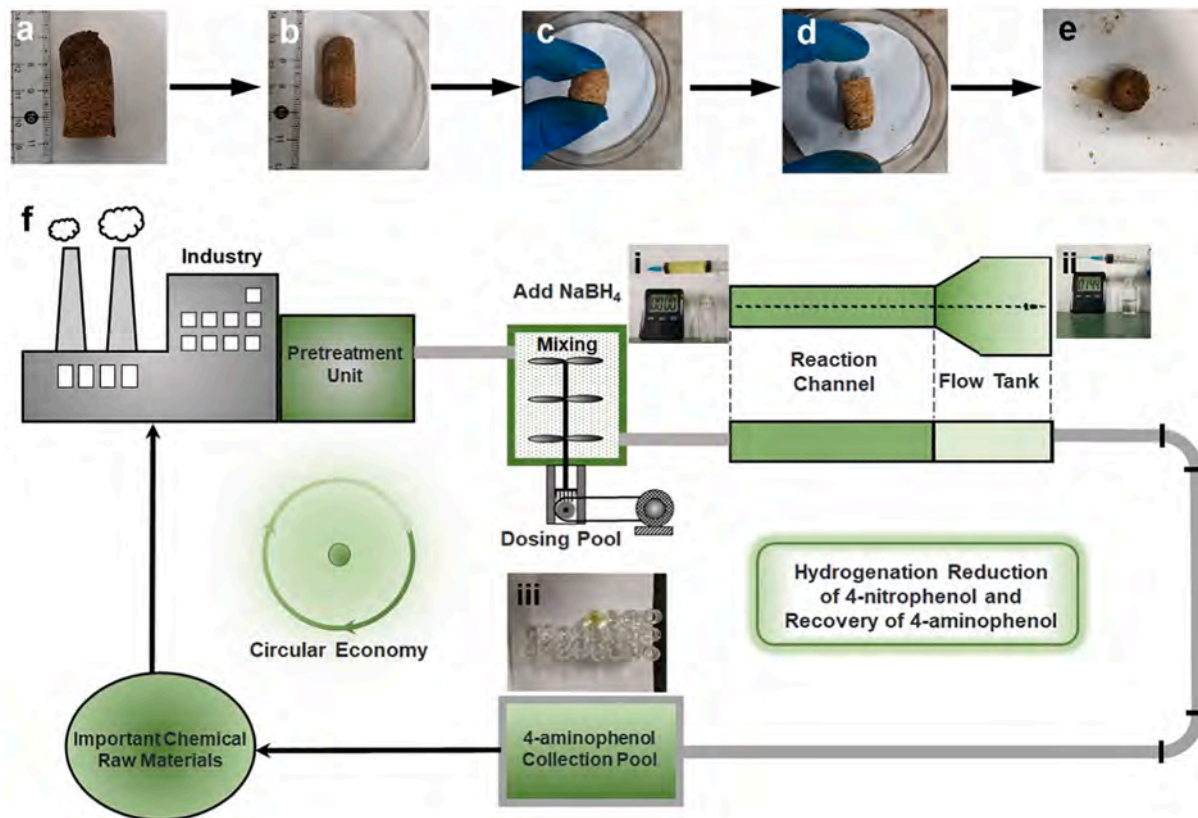 a
b
c
d
e
f
Industry
Pretreatment
Unit
Add NaBH₄
Mixing
Dosing Pool
i
ii
Reaction
Channel
Flow Tank
Circular Economy
iii
Hydrogenation Reduction
of 4-nitrophenol and
Recovery of 4-aminophenol
Important Chemical
Raw Materials
4-aminophenol
Collection Pool